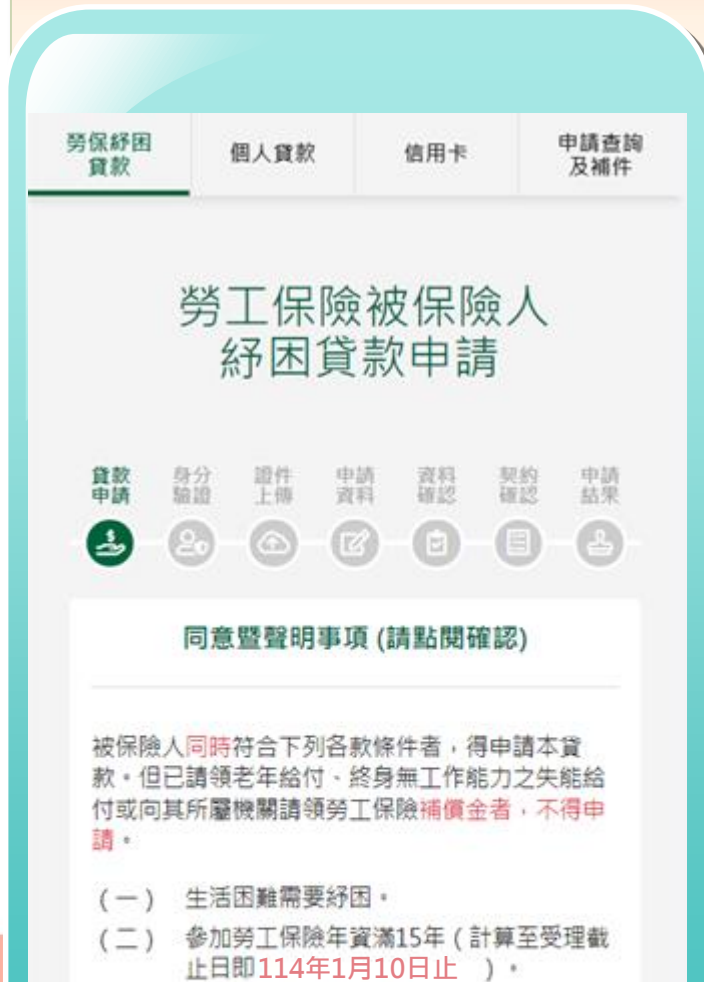 勞保紓困
貸款
個人貸款
信用卡
申請查詢
及補件
勞工保險被保險人
紓困貸款申請
貸款
申請
身分
驗證
證件
上傳
申請
資料
資料
確認
契約
確認
申請
結果
同意暨聲明事項 (請點閱確認)
被保險人同時符合下列各款條件者，得申請本貸
款。但已請領老年給付、終身無工作能力之失能給
付或向其所屬機關請領勞工保險補償金者，不得申
請。
(一) 生活困難需要紓困。
(二) 參加勞工保險年資滿15年 ( 計算至受理截
止日即114年1月10日止 ) 。